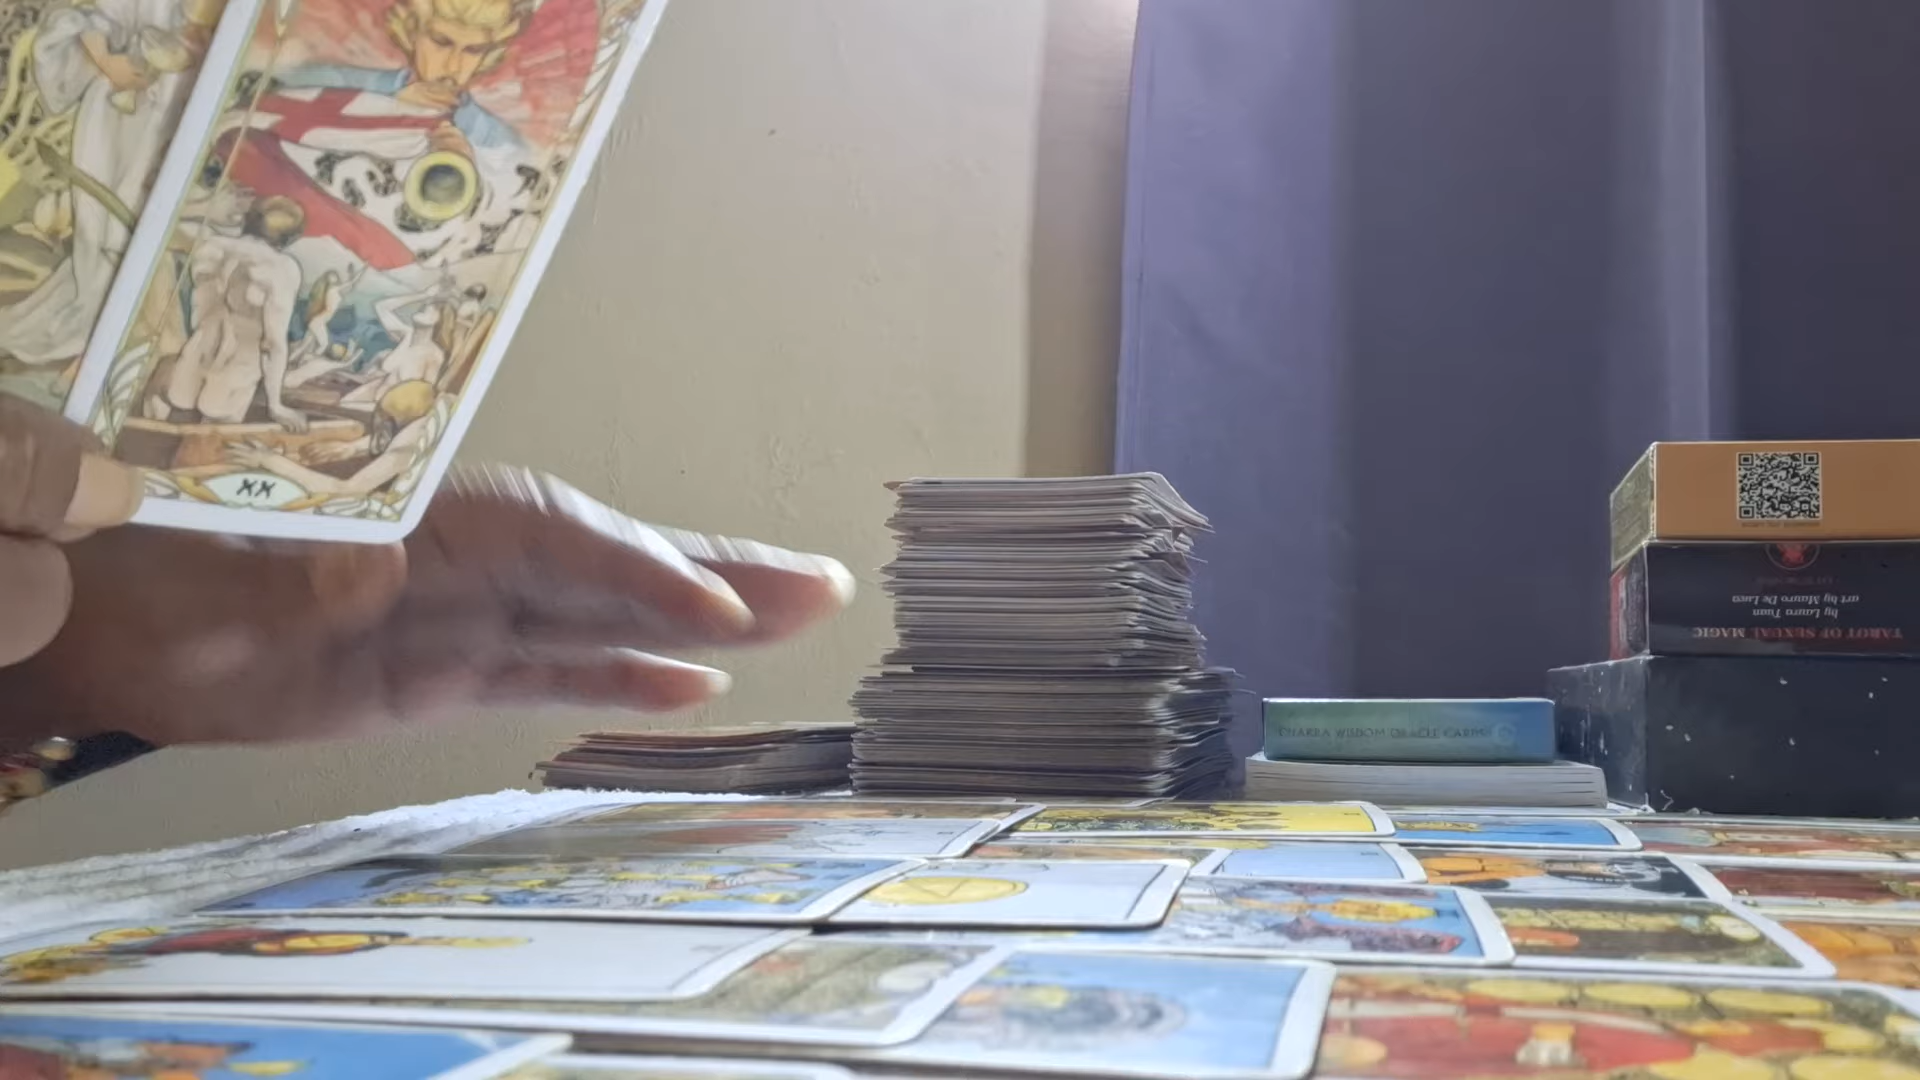 XX
CHAKRA WISDOM ORACLE CARDS
TAROT OF SEXUAL MAGIC
by Laura Tuan
art by Mauro De Luca